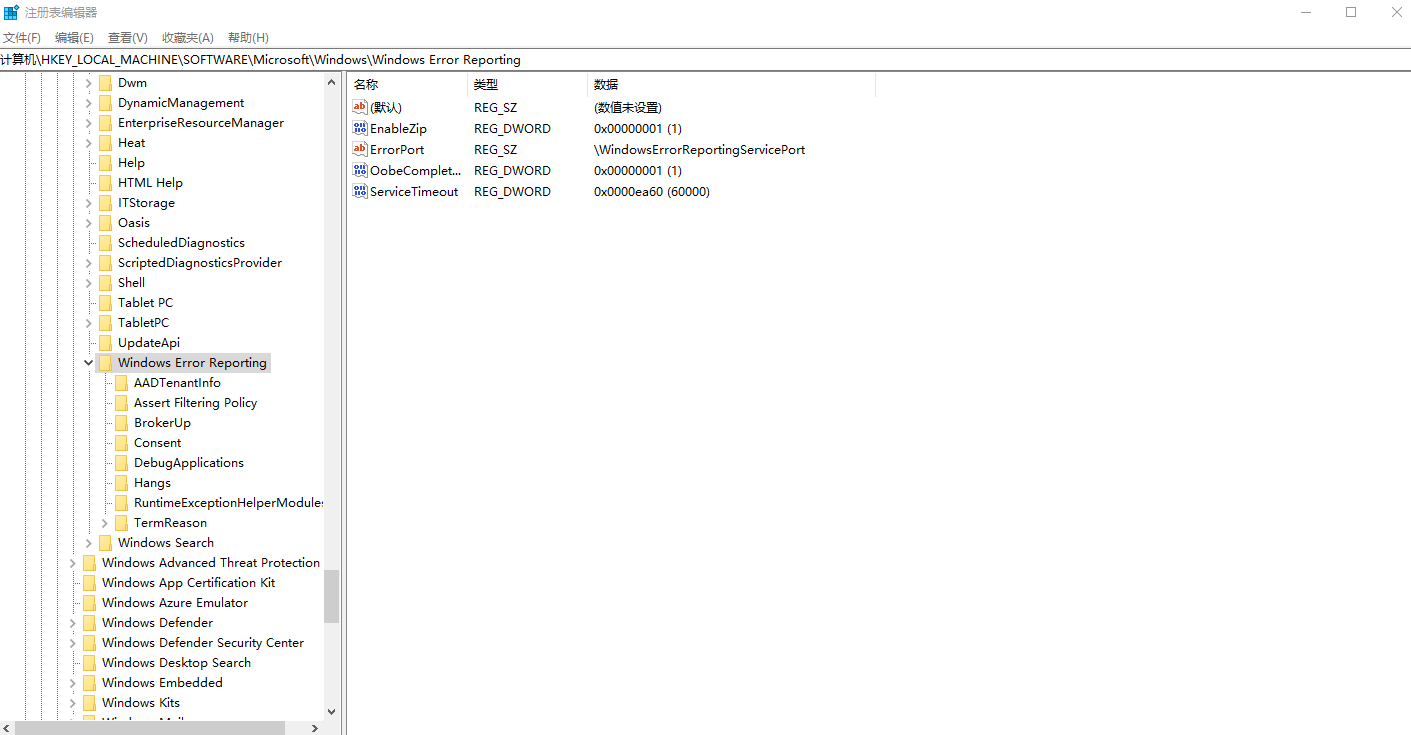 注册表编辑器
文件(F) 编辑(E) 查看(V) 收藏夹(A) 帮助(H)
计算机\HKEY_LOCAL_MACHINE\SOFTWARE\Microsoft\Windows\Windows Error Reporting
Dwm
DynamicManagement
EnterpriseResourceManager
Heat
Help
HTML Help
ITStorage
Oasis
ScheduledDiagnostics
ScriptedDiagnosticsProvider
Shell
Tablet PC
TabletPC
UpdateApi
Windows Error Reporting
AADTenantInfo
Assert Filtering Policy
BrokerUp
Consent
DebugApplications
Hangs
RuntimeExceptionHelperModules
TermReason
Windows Search
Windows Advanced Threat Protection
Windows App Certification Kit
Windows Azure Emulator
Windows Defender
Windows Defender Security Center
Windows Desktop Search
Windows Embedded
Windows Kits
名称 类型 数据
(默认) REG_SZ (数值未设置)
EnableZip REG_DWORD 0x00000001 (1)
ErrorPort REG_SZ \WindowsErrorReportingServicePort
OobeComplet... REG_DWORD 0x00000001 (1)
ServiceTimeout REG_DWORD 0x0000ea60 (60000)